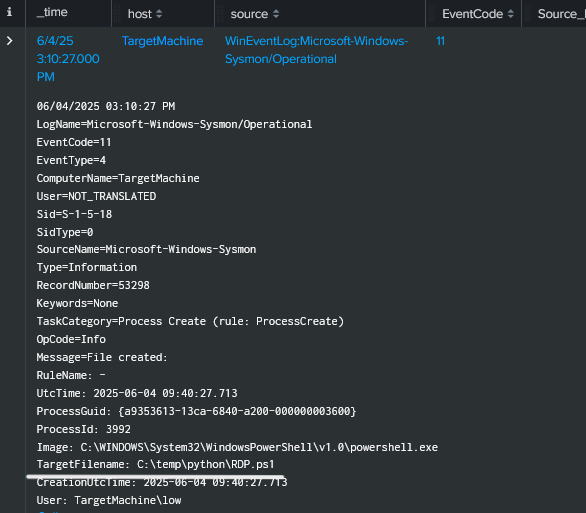 i _time host source EventCode Source_
6/4/25 TargetMachine WinEventLog:Microsoft-Windows- 11
3:10:27.000 Sysmon/Operational
PM
06/04/2025 03:10:27 PM
LogName=Microsoft-Windows-Sysmon/Operational
EventCode=11
EventType=4
ComputerName=TargetMachine
User=NOT_TRANSLATED
Sid=S-1-5-18
SidType=0
SourceName=Microsoft-Windows-Sysmon
Type=Information
RecordNumber=53298
Keywords=None
TaskCategory=Process Create (rule: ProcessCreate)
OpCode=Info
Message=File created:
RuleName: -
UtcTime: 2025-06-04 09:40:27.713
ProcessGuid: {a9353613-13ca-6840-a200-000000003600}
ProcessId: 3992
Image: C:\WINDOWS\System32\WindowsPowerShell\v1.0\powershell.exe
TargetFilename: C:\temp\python\RDP.ps1
CreationUtcTime: 2025-06-04 09:40:27.713
User: TargetMachine\low